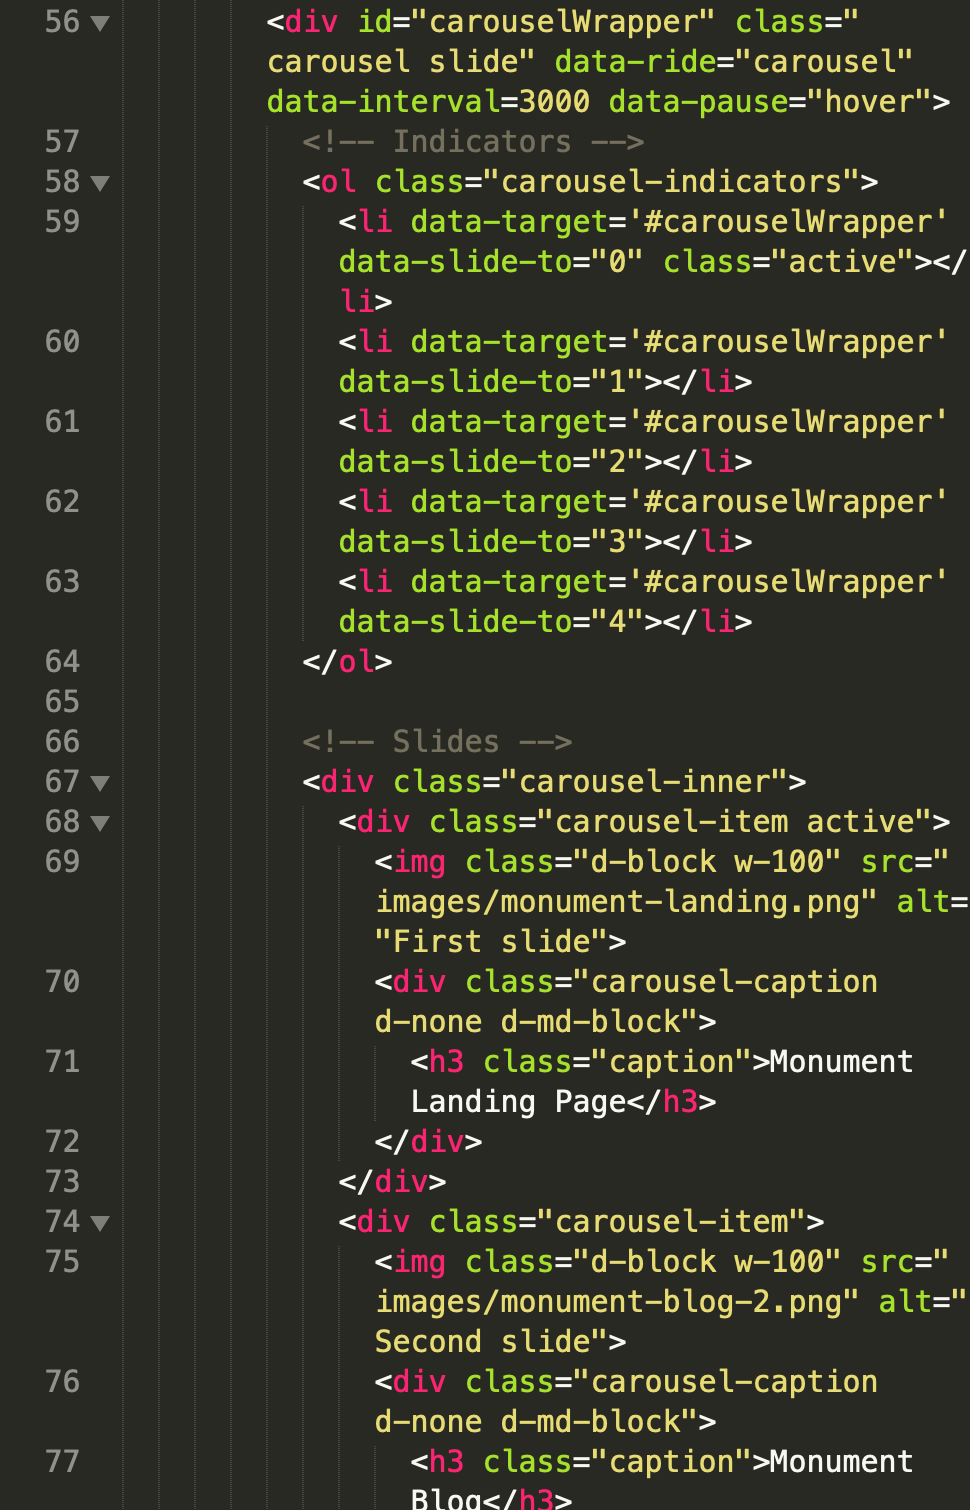 56 <div id="carouselWrapper" class="
carousel slide" data-ride="carousel"
data-interval=3000 data-pause="hover">
57 <!-- Indicators -->
58 <ol class="carousel-indicators">
59 <li data-target='#carouselWrapper'
data-slide-to="0" class="active"></
li>
60 <li data-target='#carouselWrapper'
data-slide-to="1"></li>
61 <li data-target='#carouselWrapper'
data-slide-to="2"></li>
62 <li data-target='#carouselWrapper'
data-slide-to="3"></li>
63 <li data-target='#carouselWrapper'
data-slide-to="4"></li>
64 </ol>
65
66 <!-- Slides -->
67 <div class="carousel-inner">
68 <div class="carousel-item active">
69 <img class="d-block w-100" src="
images/monument-landing.png" alt=
"First slide">
70 <div class="carousel-caption
d-none d-md-block">
71 <h3 class="caption">Monument
Landing Page</h3>
72 </div>
73 </div>
74 <div class="carousel-item">
75 <img class="d-block w-100" src="
images/monument-blog-2.png" alt="
Second slide">
76 <div class="carousel-caption
d-none d-md-block">
77 <h3 class="caption">Monument
Blog</h3>